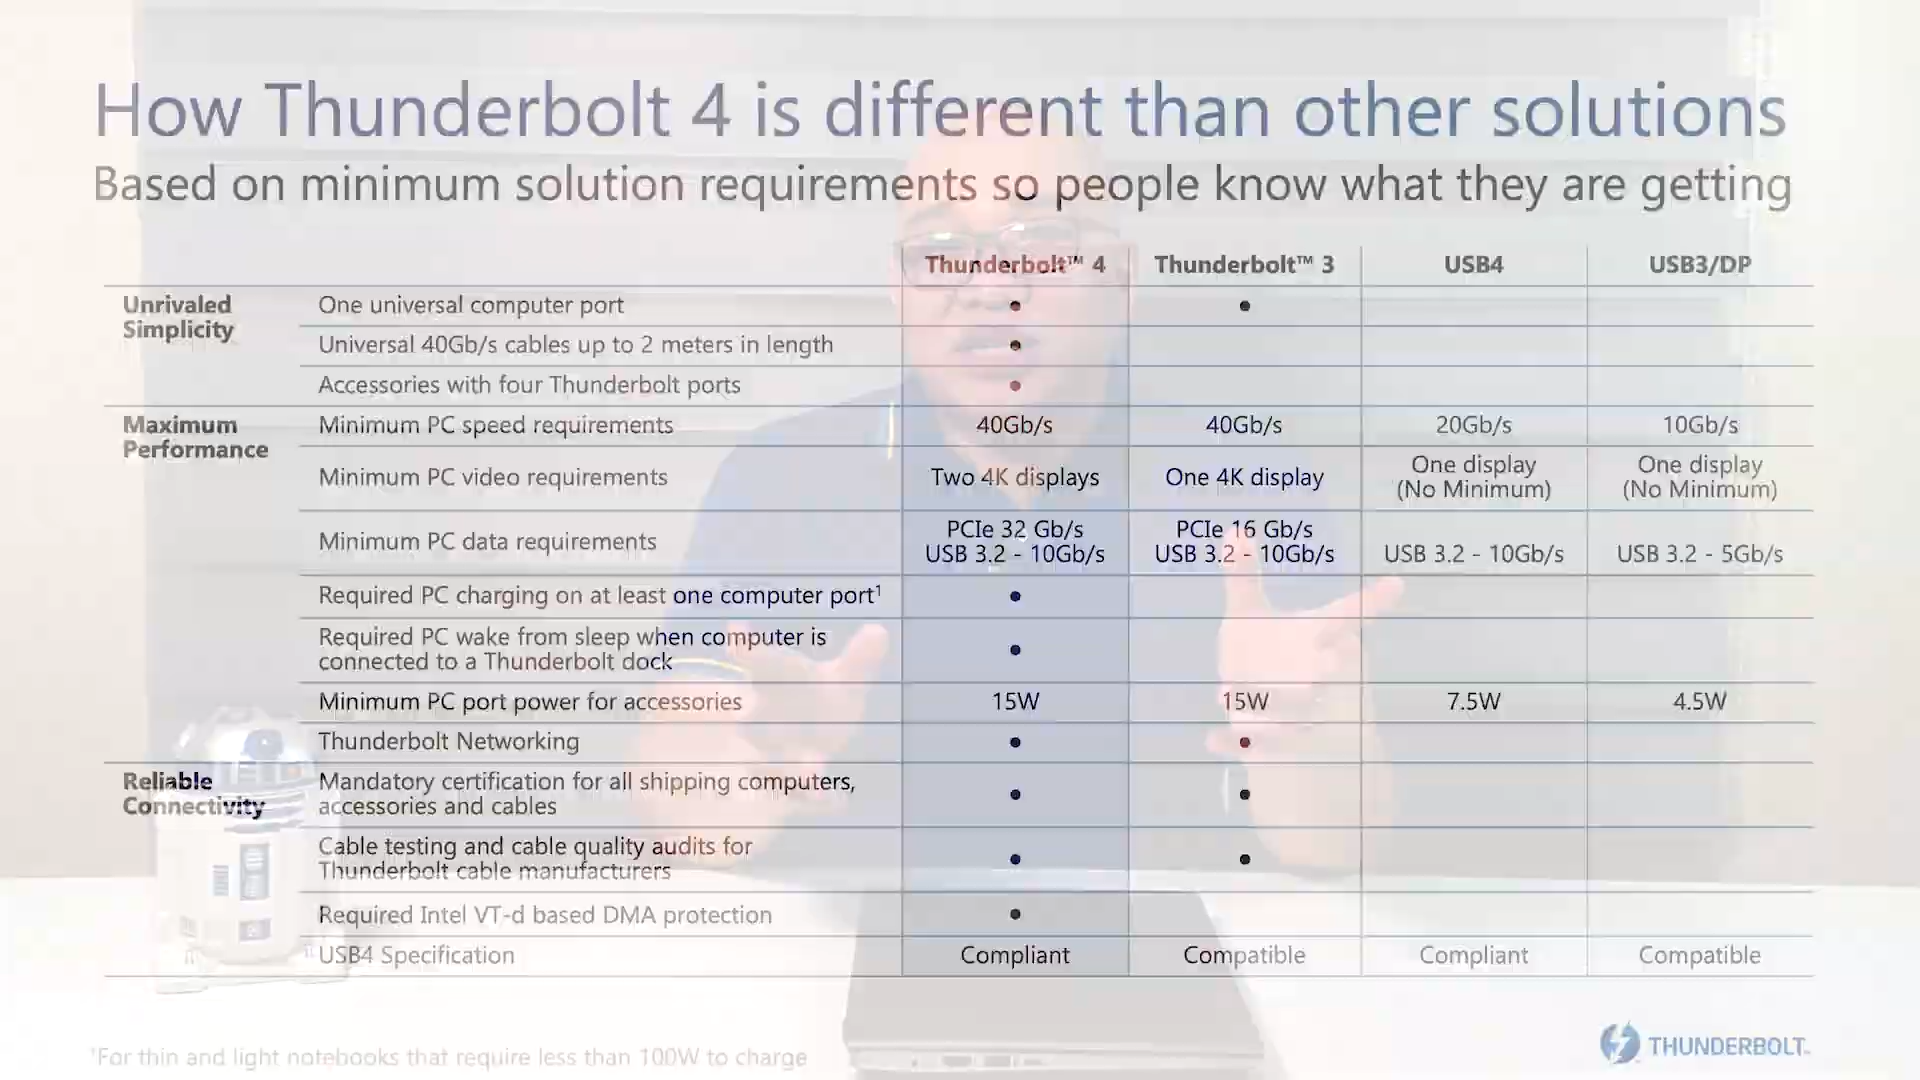 How Thunderbolt 4 is different than other solutions
Based on minimum solution requirements so people know what they are getting
Thunderbolt™ 4 Thunderbolt™ 3 USB4 USB3/DP
Unrivaled
Simplicity
One universal computer port • •
Universal 40Gb/s cables up to 2 meters in length •
Accessories with four Thunderbolt ports •
Maximum
Performance
Minimum PC speed requirements 40Gb/s 40Gb/s 20Gb/s 10Gb/s
Minimum PC video requirements Two 4K displays One 4K display One display
(No Minimum) One display
(No Minimum)
Minimum PC data requirements PCIe 32 Gb/s
USB 3.2 - 10Gb/s PCIe 16 Gb/s
USB 3.2 - 10Gb/s USB 3.2 - 10Gb/s USB 3.2 - 5Gb/s
Required PC charging on at least one computer port¹ •
Required PC wake from sleep when computer is
connected to a Thunderbolt dock •
Minimum PC port power for accessories 15W 15W 7.5W 4.5W
Thunderbolt Networking • •
Reliable
Connectivity
Mandatory certification for all shipping computers,
accessories and cables • •
Cable testing and cable quality audits for
Thunderbolt cable manufacturers • •
Required Intel VT-d based DMA protection •
USB4 Specification Compliant Compatible Compliant Compatible
¹For thin and light notebooks that require less than 100W to charge
THUNDERBOLT™